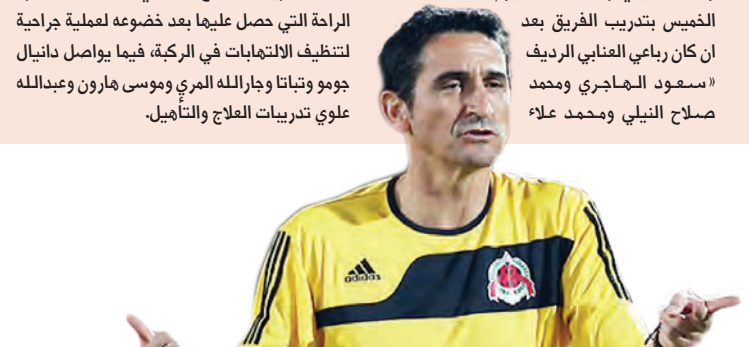 الخميس بتدريب الفريق بعد
ان كان رباعي العنابي الرديف
«سعود الهاجري ومحمد
صلاح النيلي ومحمد علاء
الراحة التي حصل عليها بعد خضوعه لعملية جراحية
لتنظيف الالتهابات في الركبة، فيما يواصل دانيال
جومو وتباتا وجارالله المري وموسى هارون وعبدالله
علوي تدريبات العلاج والتأهيل.
adidas